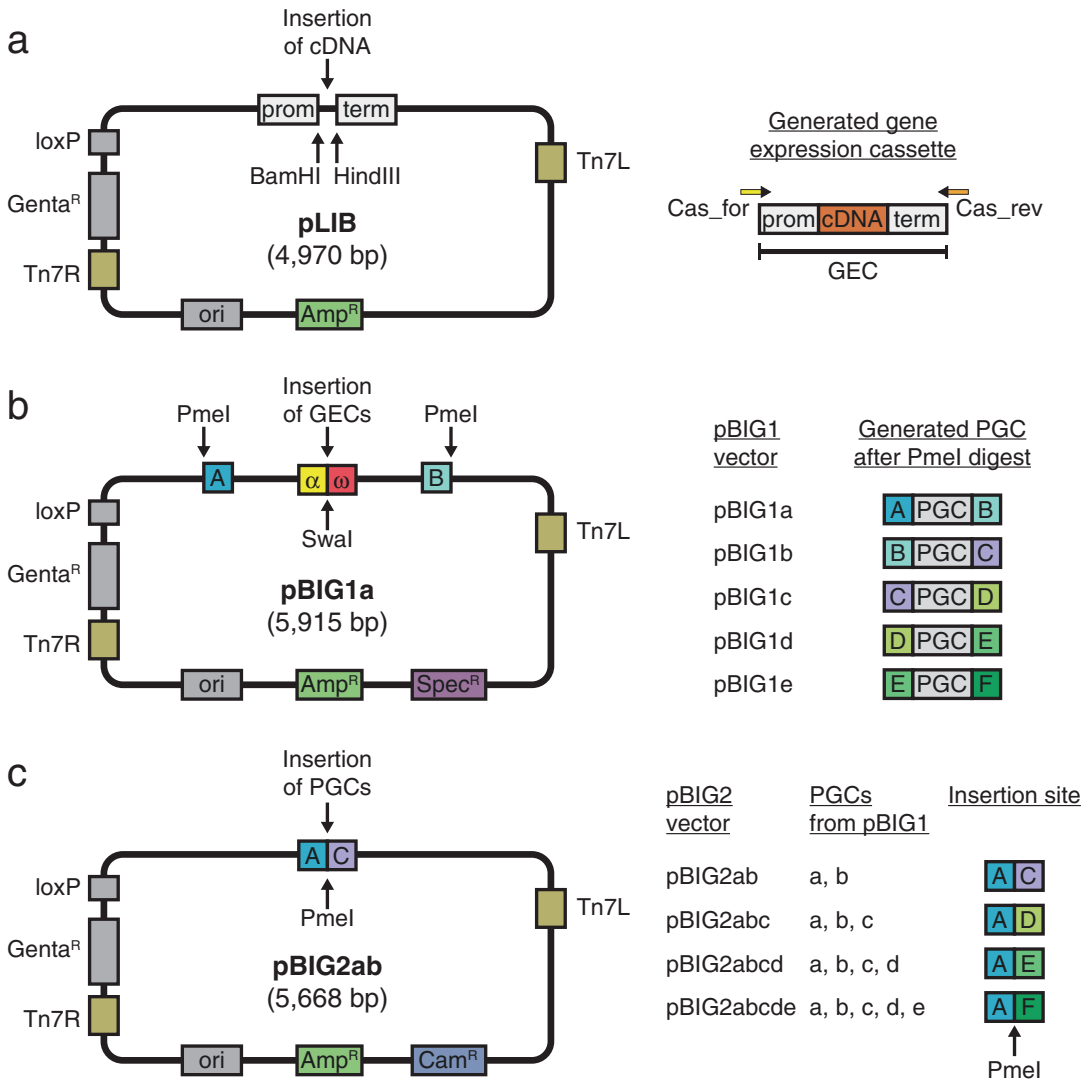 a
Insertion
of cDNA
prom
term
BamHI
HindIII
loxP
Genta^R
Tn7R
Tn7L
pLIB
(4,970 bp)
ori
Amp^R
Generated gene
expression cassette
Cas_for
Cas_rev
prom
cDNA
term
GEC
b
Insertion
of GECs
PmeI
PmeI
A
α
ω
B
SwaI
loxP
Genta^R
Tn7R
Tn7L
pBIG1a
(5,915 bp)
ori
Amp^R
Spec^R
pBIG1
vector
Generated PGC
after PmeI digest
pBIG1a
A PGC B
pBIG1b
B PGC C
pBIG1c
C PGC D
pBIG1d
D PGC E
pBIG1e
E PGC F
c
Insertion
of PGCs
A C
PmeI
loxP
Genta^R
Tn7R
Tn7L
pBIG2ab
(5,668 bp)
ori
Amp^R
Cam^R
pBIG2
vector
PGCs
from pBIG1
Insertion site
pBIG2ab a, b A C
pBIG2abc a, b, c A D
pBIG2abcd a, b, c, d A E
pBIG2abcde a, b, c, d, e A F
PmeI